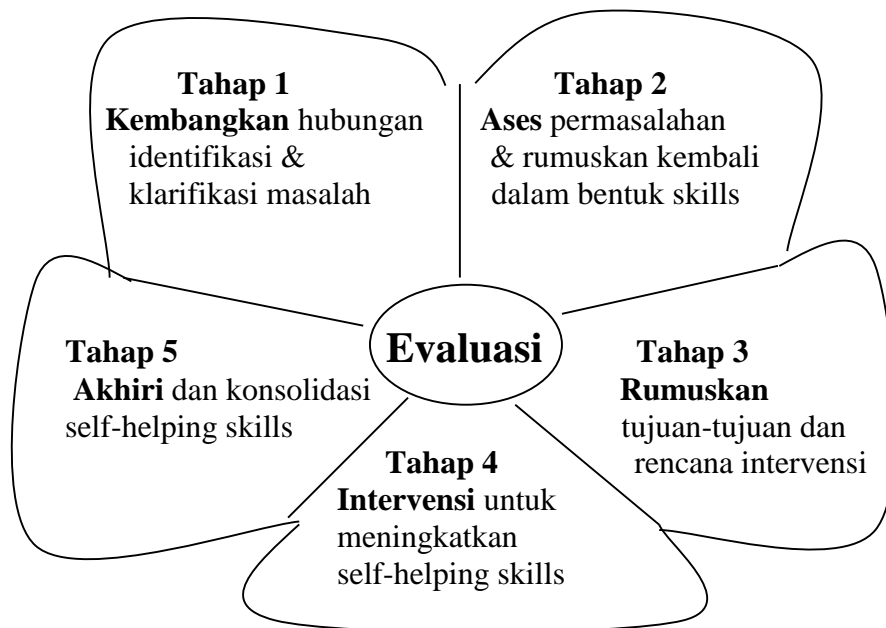 Tahap 1
Kembangkan hubungan
identifikasi &
klarifikasi masalah
Tahap 2
Ases permasalahan
& rumuskan kembali
dalam bentuk skills
Evaluasi
Tahap 3
Rumuskan
tujuan-tujuan dan
rencana intervensi
Tahap 4
Intervensi untuk
meningkatkan
self-helping skills
Tahap 5
Akhiri dan konsolidasi
self-helping skills